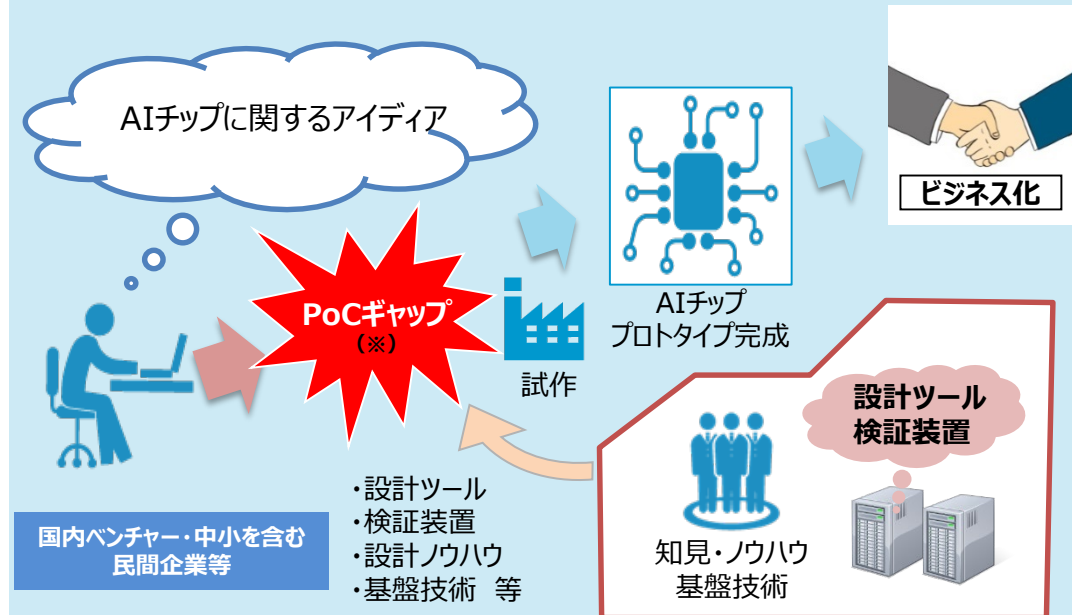 AIチップに関するアイディア
ビジネス化
PoCギャップ
(※)
試作
AIチップ
プロトタイプ完成
設計ツール
検証装置
国内ベンチャー・中小を含む
民間企業等
・設計ツール
・検証装置
・設計ノウハウ
・基盤技術 等
知見・ノウハウ
基盤技術